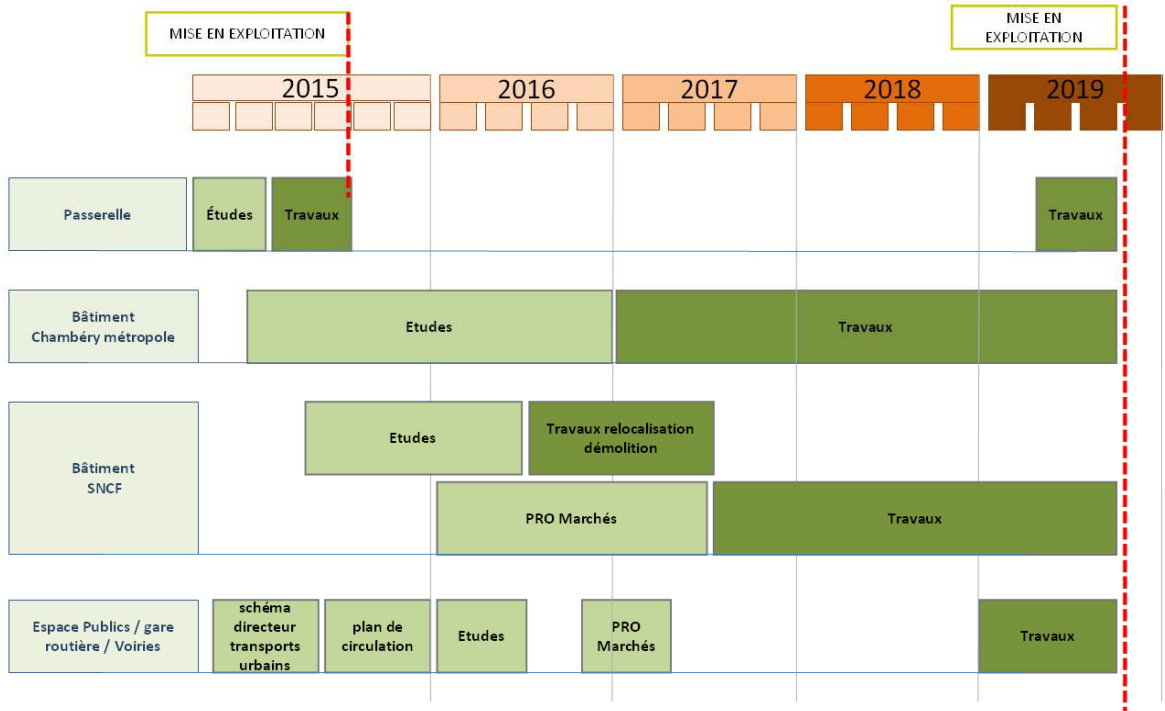 MISE EN EXPLOITATION
MISE EN
EXPLOITATION
2015
2016
2017
2018
2019
Passerelle
Études
Travaux
Travaux
Bâtiment
Chambéry métropole
Etudes
Travaux
Bâtiment
SNCF
Etudes
Travaux relocalisation
démolition
PRO Marchés
Travaux
Espace Publics / gare
routière / Voiries
schéma
directeur
transports
urbains
plan de
circulation
Etudes
PRO
Marchés
Travaux